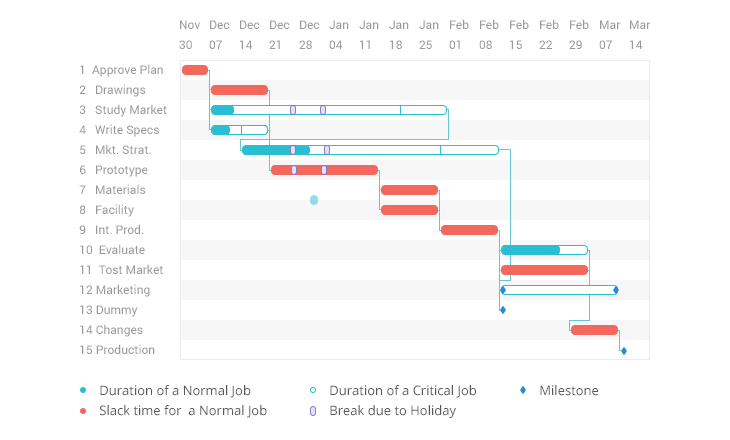 Nov Dec Dec Dec Dec Jan Jan Jan Jan Feb Feb Feb Feb Feb Mar Mar
30 07 14 21 28 04 11 18 25 01 08 15 22 29 07 14
1 Approve Plan
2 Drawings
3 Study Market
4 Write Specs
5 Mkt. Strat.
6 Prototype
7 Materials
8 Facility
9 Int. Prod.
10 Evaluate
11 Tost Market
12 Marketing
13 Dummy
14 Changes
15 Production
Duration of a Normal Job Duration of a Critical Job Milestone
Slack time for a Normal Job Break due to Holiday